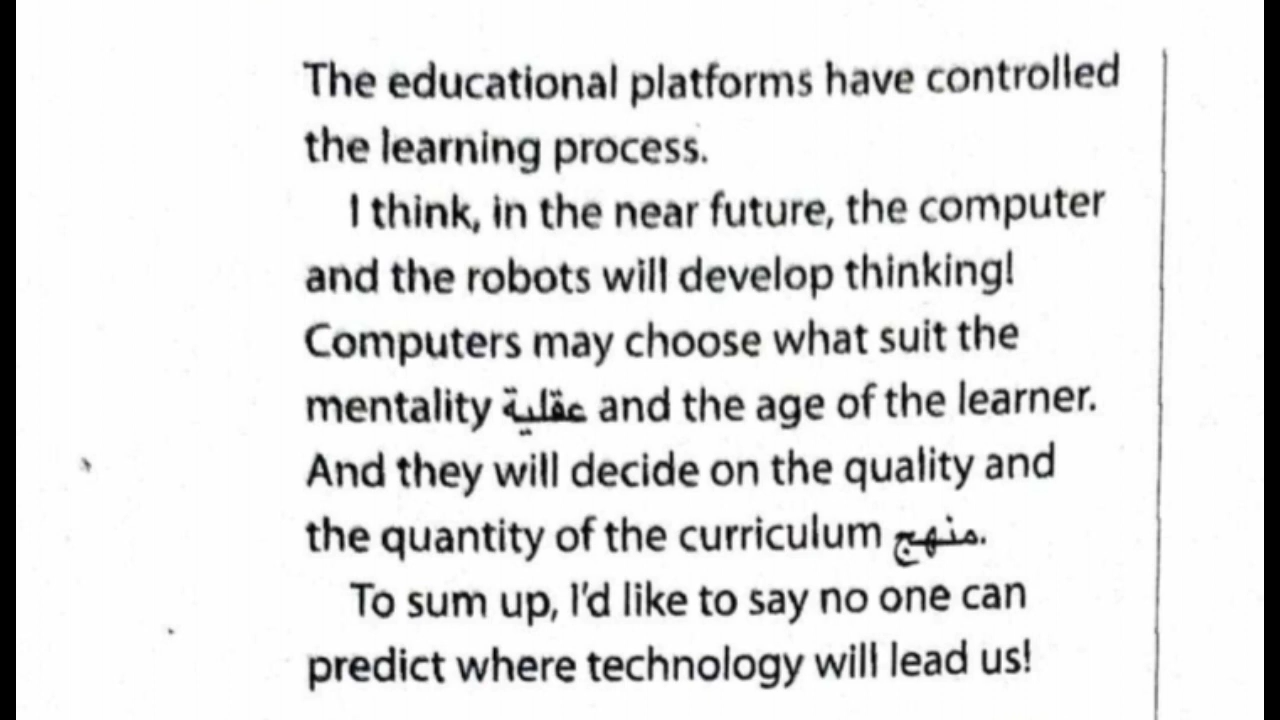 The educational platforms have controlled
the learning process.
I think, in the near future, the computer
and the robots will develop thinking!
Computers may choose what suit the
mentality عقلية and the age of the learner.
And they will decide on the quality and
the quantity of the curriculum منهج.
To sum up, I'd like to say no one can
predict where technology will lead us!